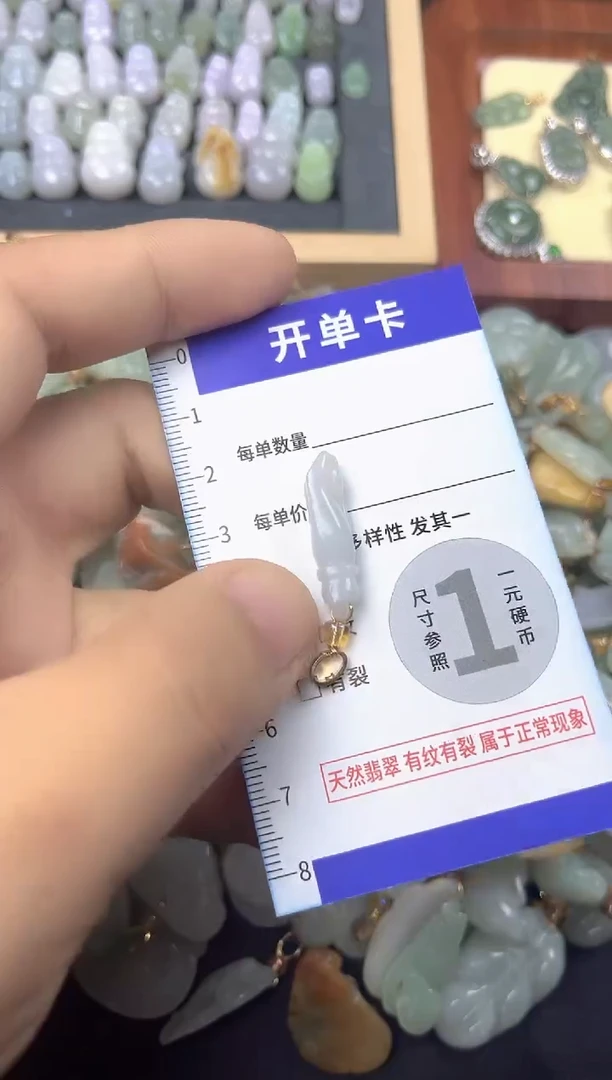 开单卡
0
1
每单数量
2
3
每单价
多样性 发其一
尺寸参照
1
一元硬币
有裂
6
天然翡翠 有纹有裂 属于正常现象
7
8